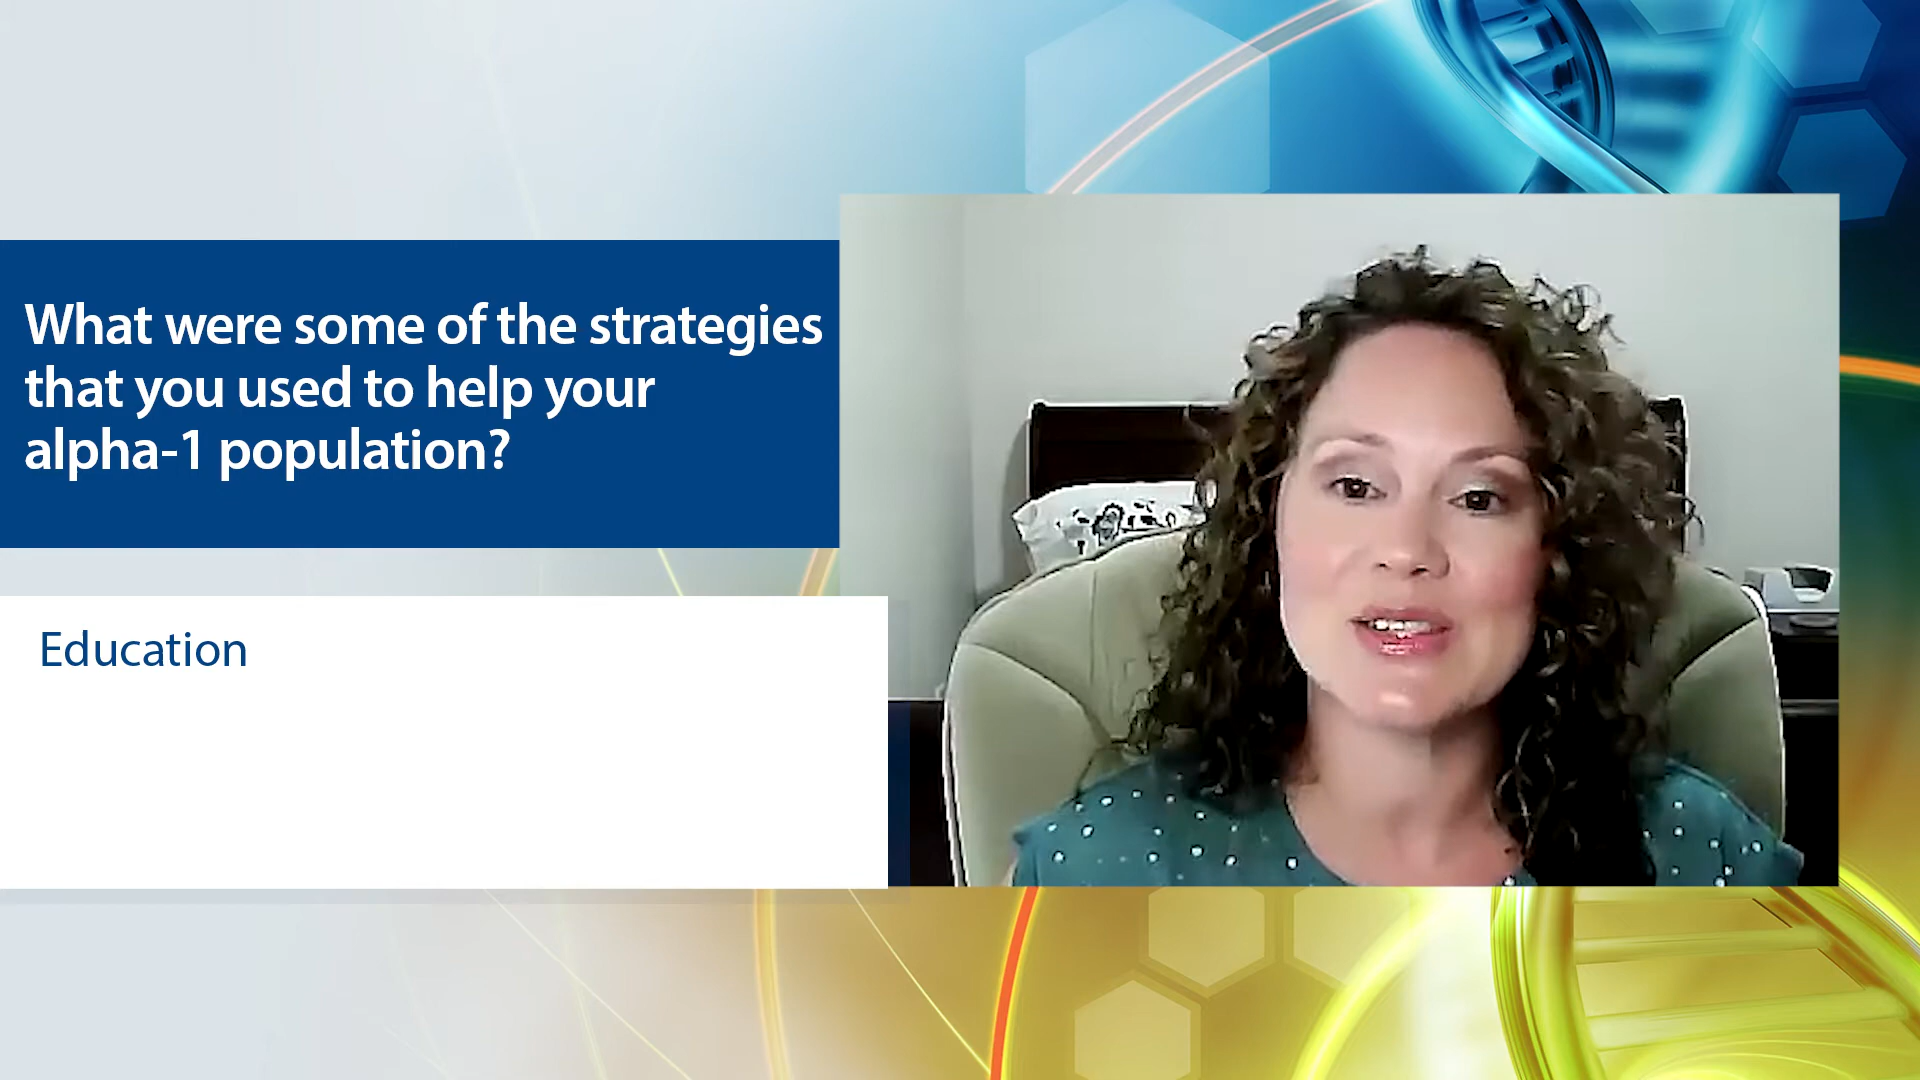 What were some of the strategies
that you used to help your
alpha-1 population?
Education